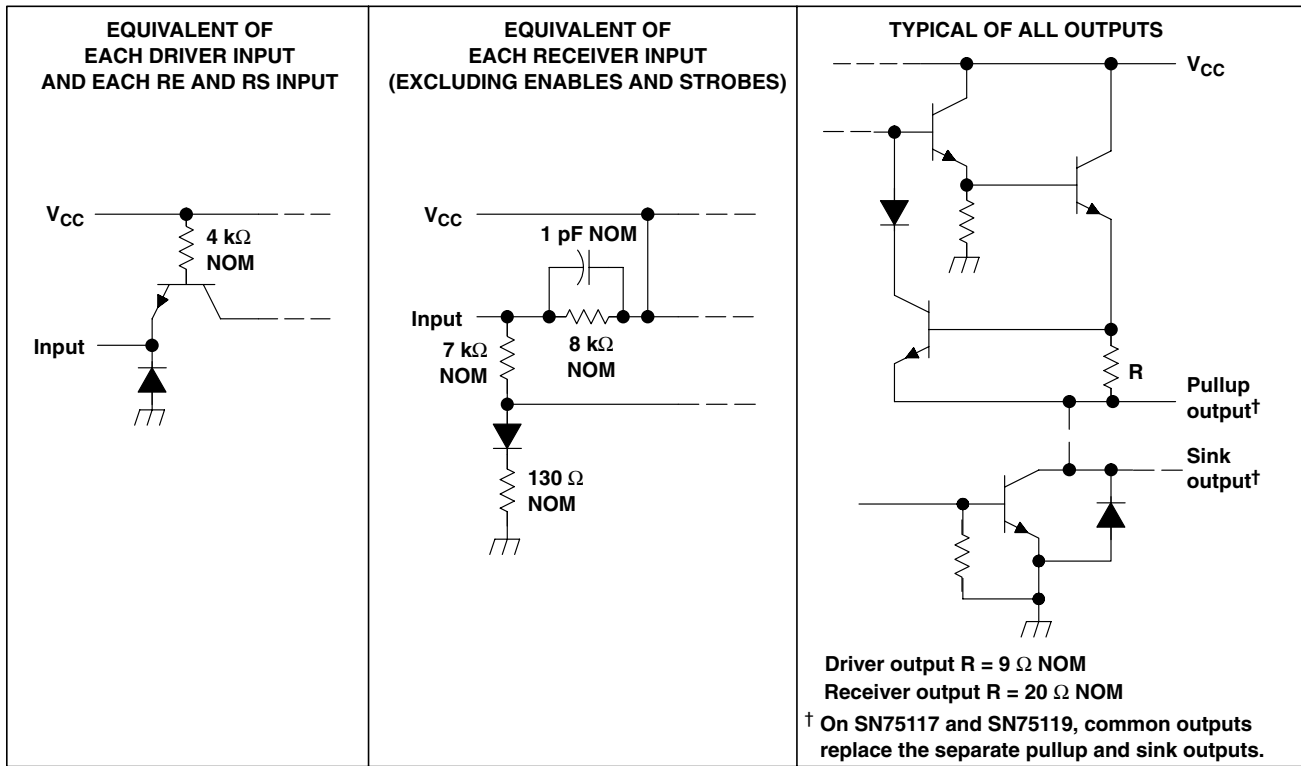 EQUIVALENT OF
EACH DRIVER INPUT
AND EACH RE AND RS INPUT
VCC
4 kΩ
NOM
Input
EQUIVALENT OF
EACH RECEIVER INPUT
(EXCLUDING ENABLES AND STROBES)
VCC
1 pF NOM
Input
7 kΩ
NOM
8 kΩ
NOM
130 Ω
NOM
TYPICAL OF ALL OUTPUTS
VCC
R
Pullup
output†
Sink
output†
Driver output R = 9 Ω NOM
Receiver output R = 20 Ω NOM
† On SN75117 and SN75119, common outputs
replace the separate pullup and sink outputs.